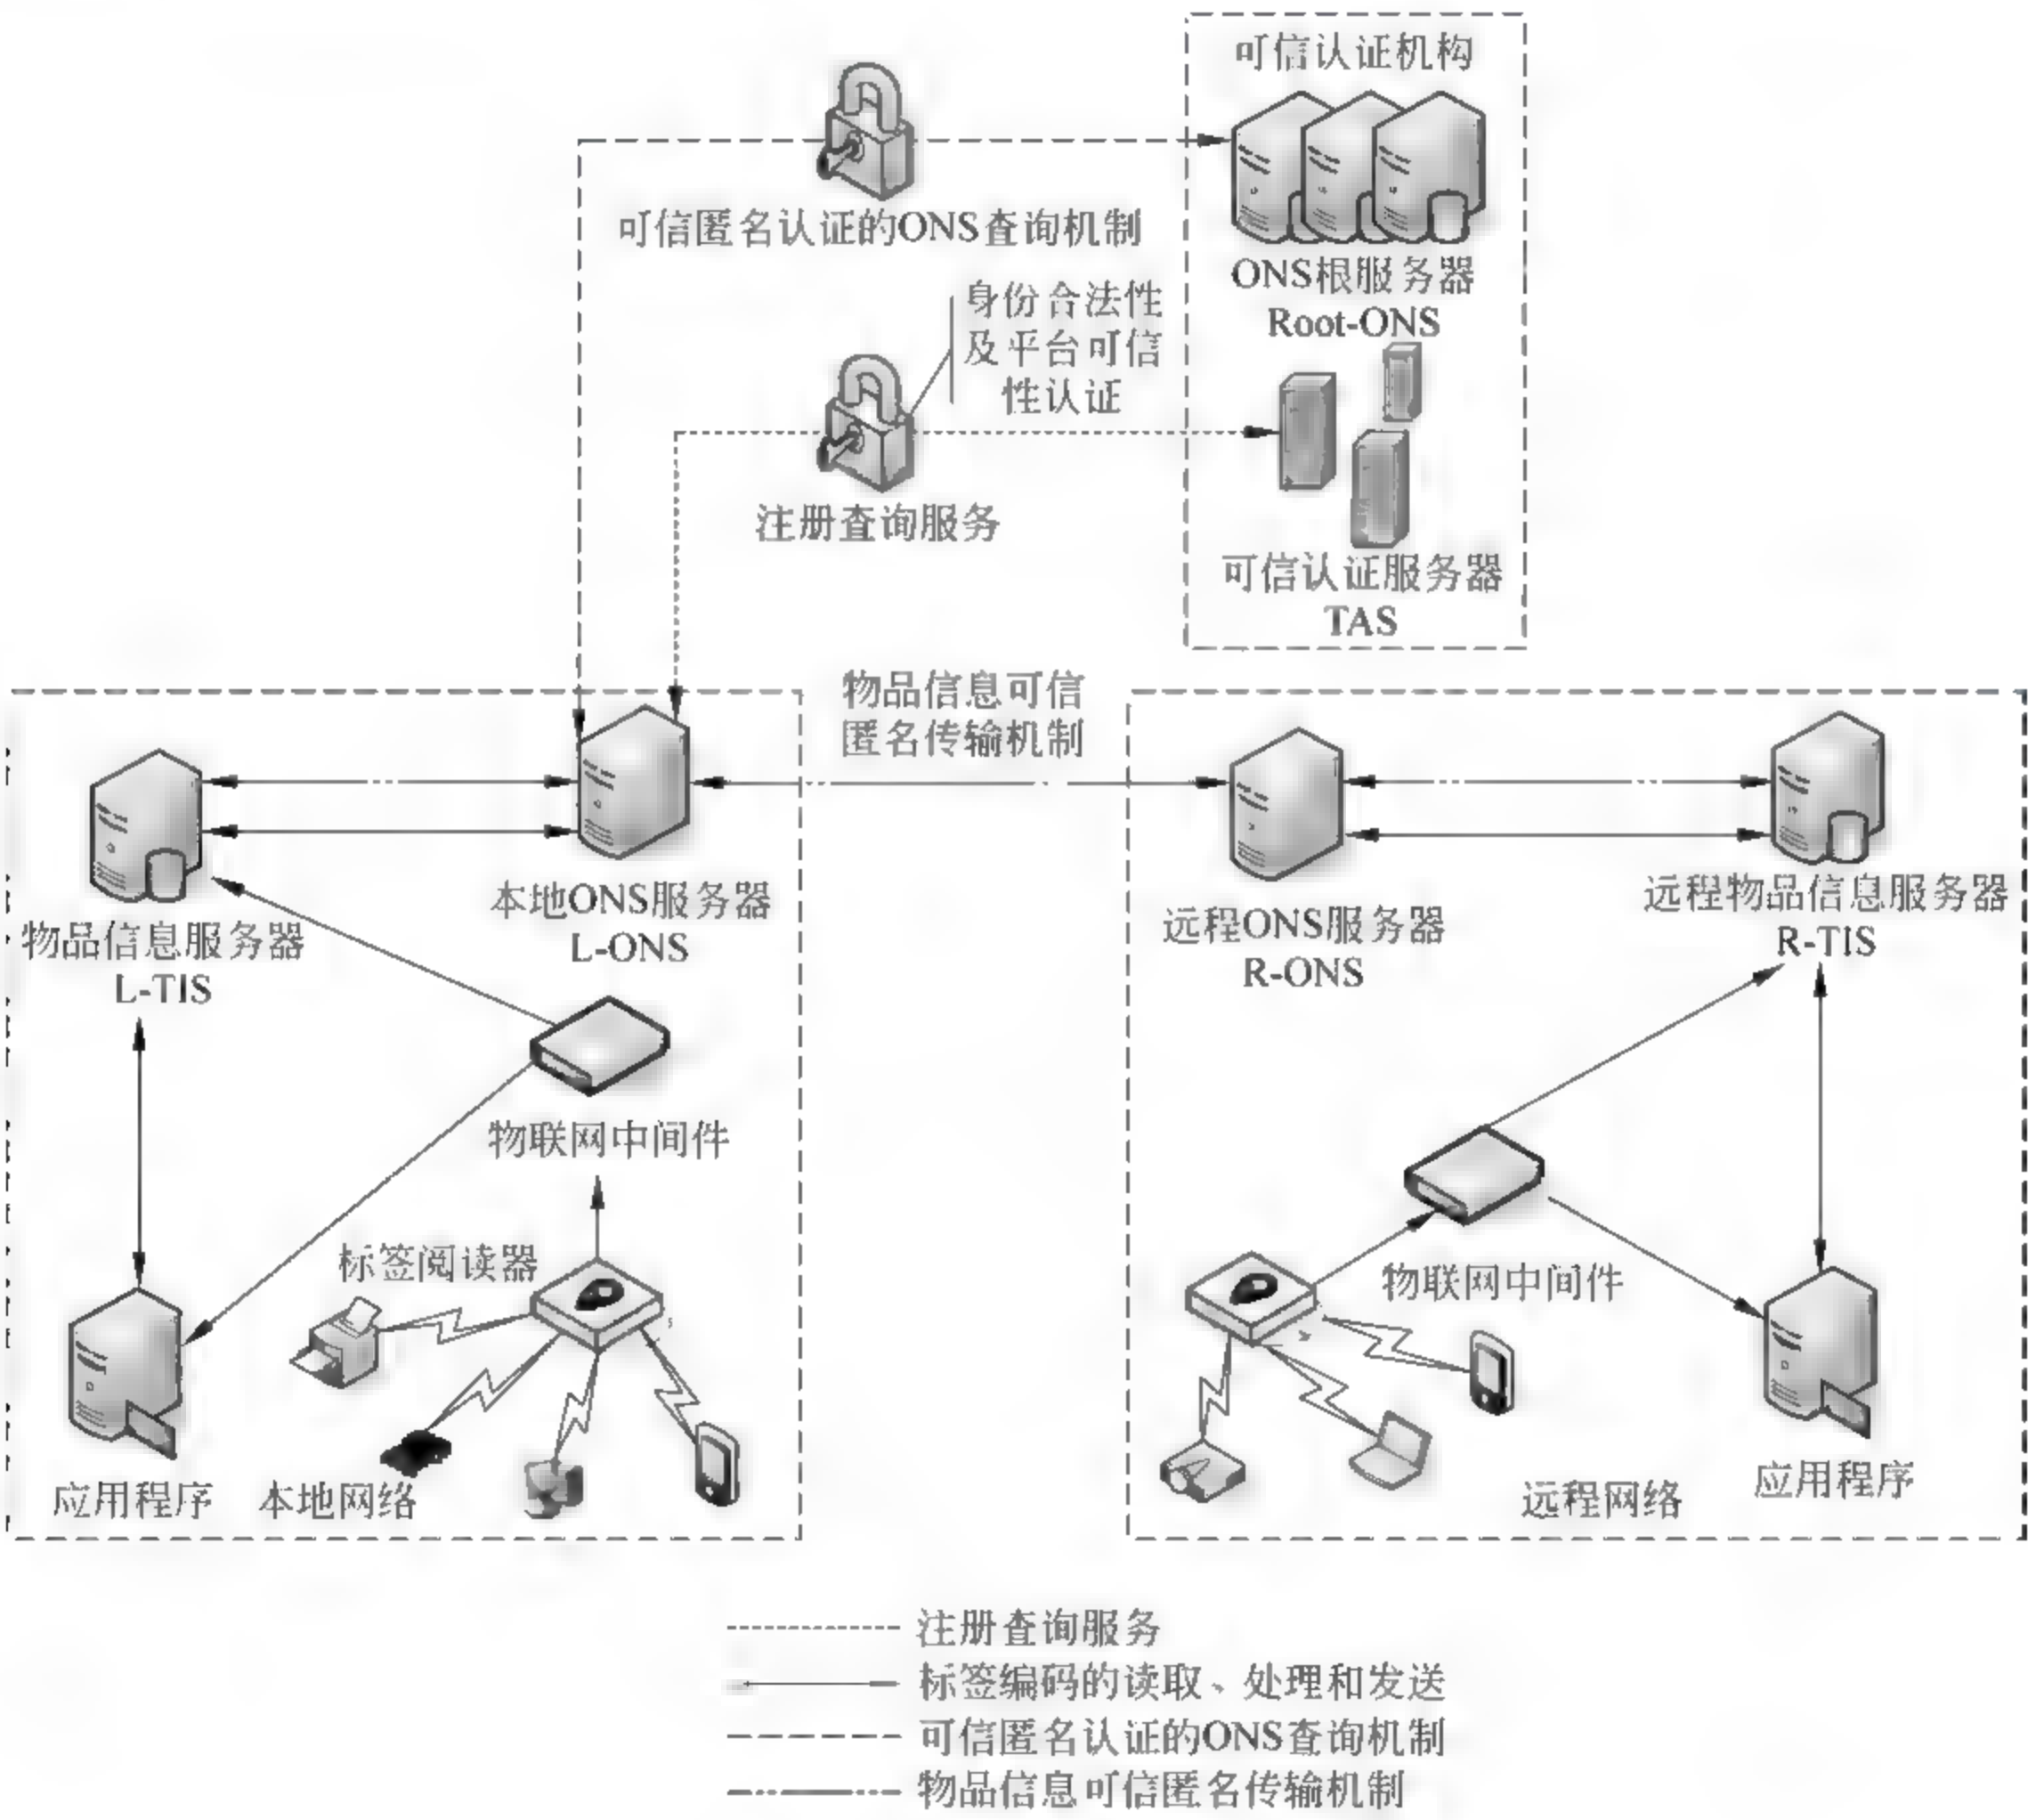 可信认证机构
可信匿名认证的ONS查询机制
ONS根服务器
Root-ONS
身份合法性
及平台可信
性认证
注册查询服务
可信认证服务器
TAS
物品信息可信
匿名传输机制
物品信息服务器
L-TIS
本地ONS服务器
L-ONS
远程ONS服务器
R-ONS
远程物品信息服务器
R-TIS
物联网中间件
标签阅读器
应用程序
本地网络
物联网中间件
远程网络
应用程序
注册查询服务
标签编码的读取、处理和发送
可信匿名认证的ONS查询机制
物品信息可信匿名传输机制